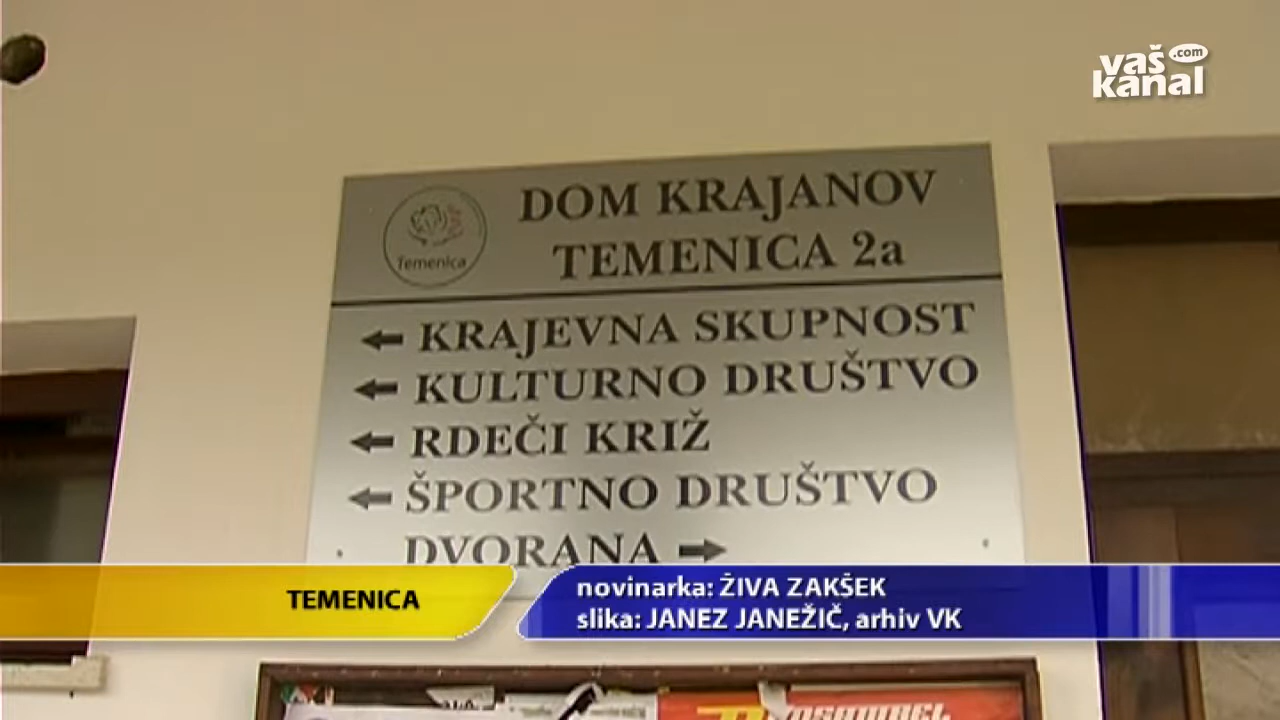 vaš
.com
kanal
DOM KRAJANOV
TEMENICA 2a
Temenica
KRAJEVNA SKUPNOST
KULTURNO DRUŠTVO
RDEČI KRIŽ
ŠPORTNO DRUŠTVO
DVORANA
TEMENICA
novinarka: ŽIVA ZAKŠEK
slika: JANEZ JANEŽIČ, arhiv VK